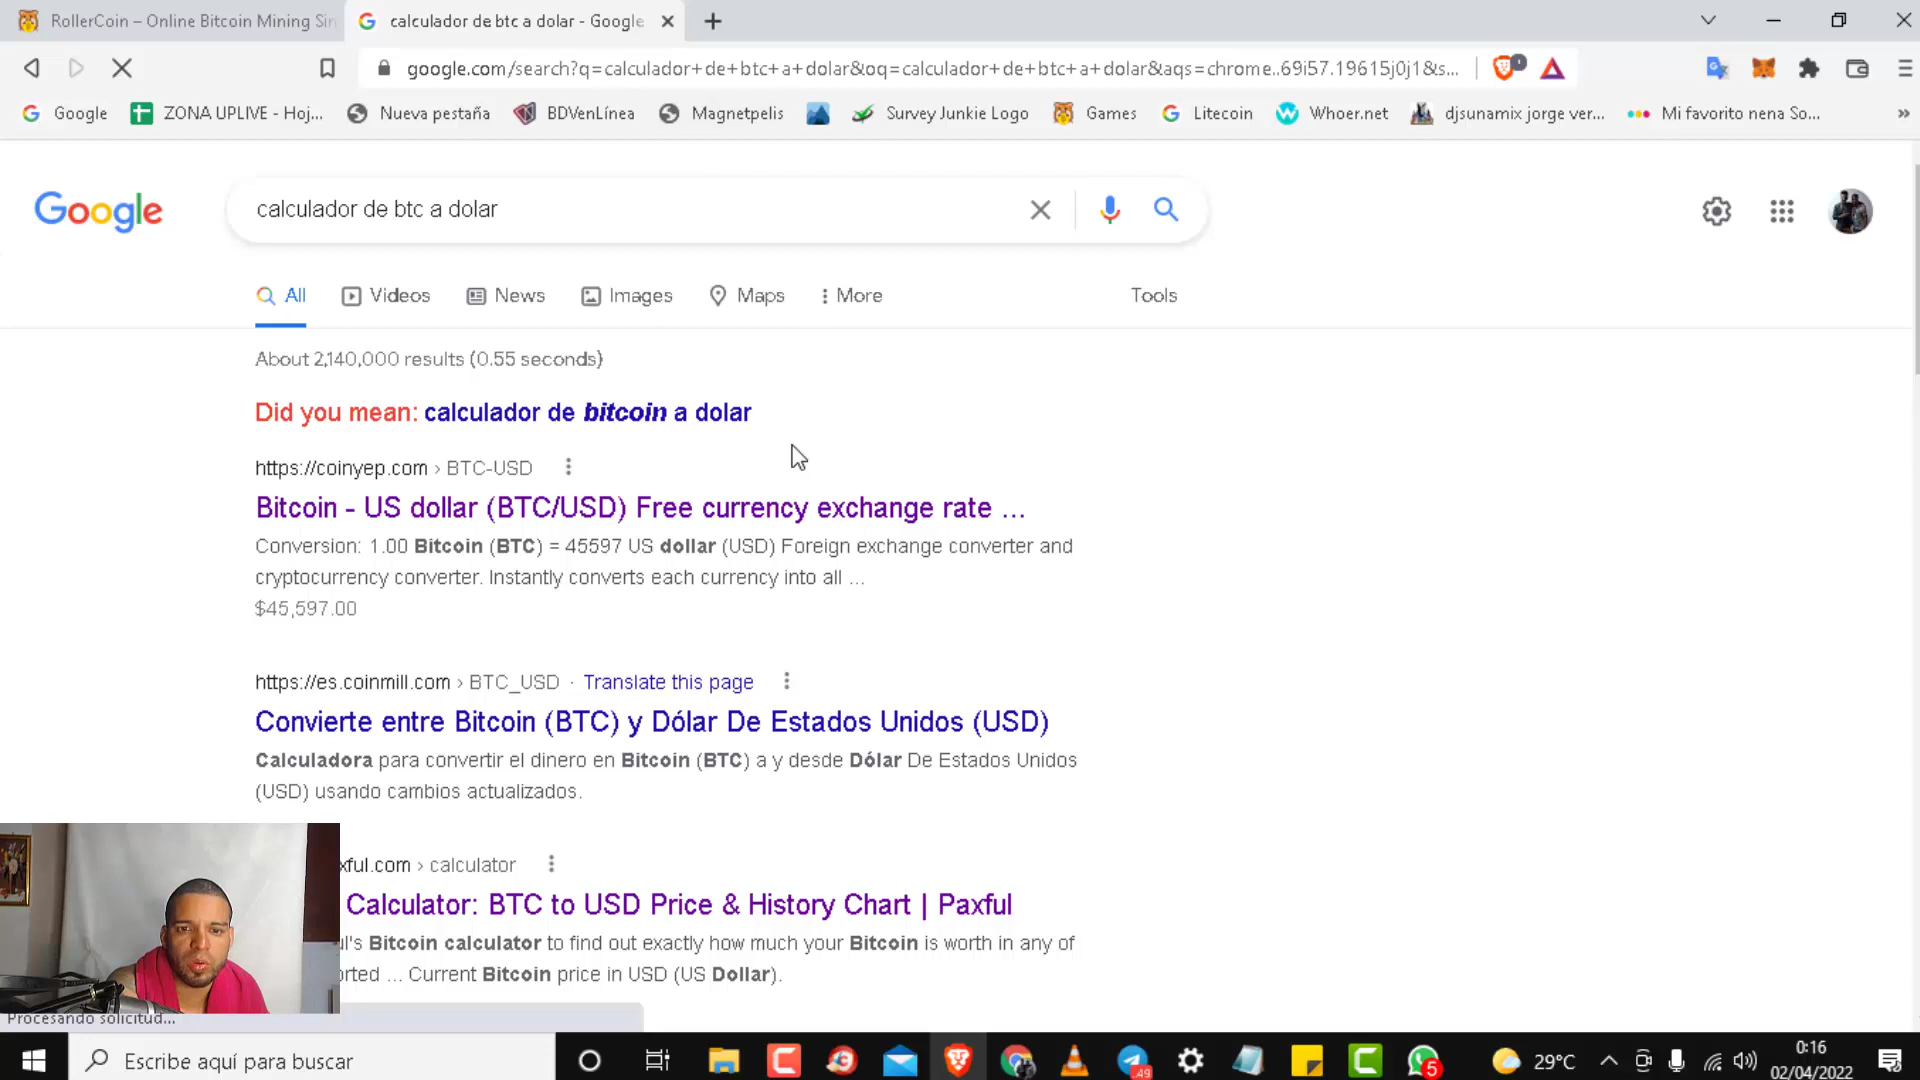 RollerCoin – Online Bitcoin Mining Sin
calculador de btc a dolar - Google
google.com/search?q=calculador+de+btc+a+dolar&oq=calculador+de+btc+a+dolar&aqs=chrome..69i57.19615j0j1&s...
Google
ZONA UPLIVE - Hoj...
Nueva pestaña
BDVenLínea
Magnetpelis
Survey Junkie Logo
Games
Litecoin
Whoer.net
djsunamix jorge ver...
Mi favorito nena So...
»
Google
calculador de btc a dolar
All
Videos
News
Images
Maps
More
Tools
About 2,140,000 results (0.55 seconds)
Did you mean: calculador de bitcoin a dolar
https://coinyep.com › BTC-USD
Bitcoin - US dollar (BTC/USD) Free currency exchange rate ...
Conversion: 1.00 Bitcoin (BTC) = 45597 US dollar (USD) Foreign exchange converter and
cryptocurrency converter. Instantly converts each currency into all ...
$45,597.00
https://es.coinmill.com › BTC_USD · Translate this page
Convierte entre Bitcoin (BTC) y Dólar De Estados Unidos (USD)
Calculadora para convertir el dinero en Bitcoin (BTC) a y desde Dólar De Estados Unidos
(USD) usando cambios actualizados.
xful.com › calculator
Calculator: BTC to USD Price & History Chart | Paxful
ul's Bitcoin calculator to find out exactly how much your Bitcoin is worth in any of
orted ... Current Bitcoin price in USD (US Dollar).
Procesando solicitud...
Escribe aquí para buscar
.49
5
29°C
0:16
02/04/2022